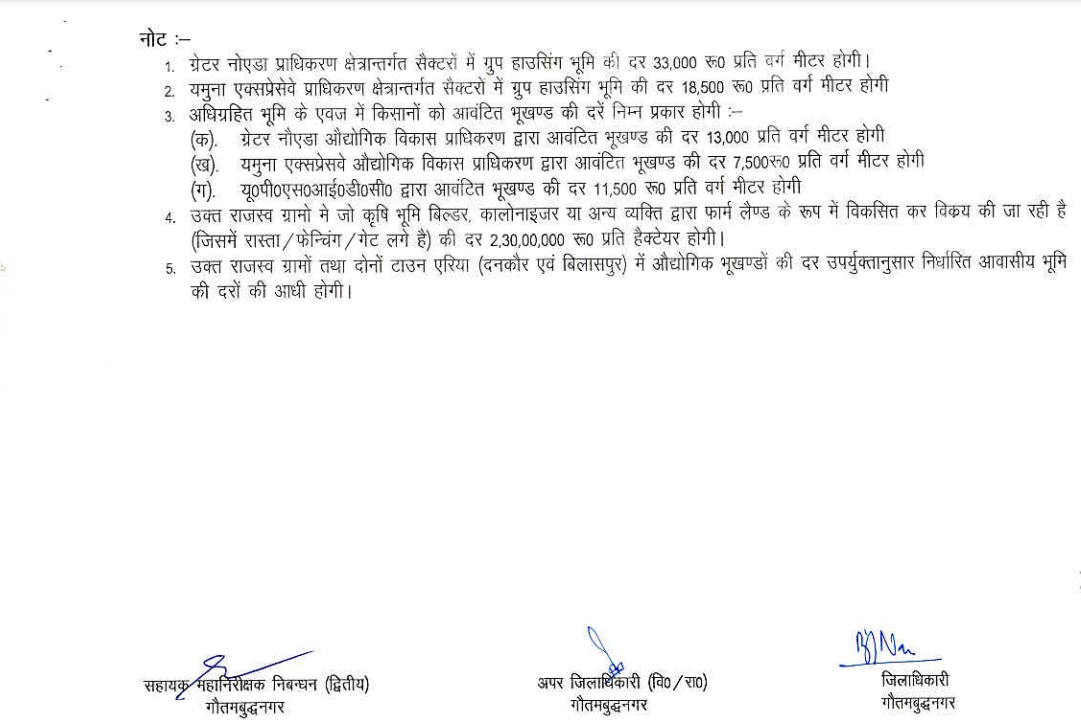 नोट :–
1. ग्रेटर नोएडा प्राधिकरण क्षेत्रान्तर्गत सैक्टरों में ग्रुप हाउसिंग भूमि की दर 33,000 रू0 प्रति वर्ग मीटर होगी।
2. यमुना एक्सप्रेसेवे प्राधिकरण क्षेत्रान्तर्गत सैक्टरों में ग्रुप हाउसिंग भूमि की दर 18,500 रू0 प्रति वर्ग मीटर होगी
3. अधिग्रहित भूमि के एवज में किसानों को आवंटित भूखण्ड की दरें निम्न प्रकार होगी :–
(क). ग्रेटर नौएडा औद्योगिक विकास प्राधिकरण द्वारा आवंटित भूखण्ड की दर 13,000 प्रति वर्ग मीटर होगी
(ख). यमुना एक्सप्रेसवे औद्योगिक विकास प्राधिकरण द्वारा आवंटित भूखण्ड की दर 7,500रू0 प्रति वर्ग मीटर होगी
(ग). यू0पी0एस0आई0डी0सी0 द्वारा आवंटित भूखण्ड की दर 11,500 रू0 प्रति वर्ग मीटर होगी
4. उक्त राजस्व ग्रामो मे जो कृषि भूमि बिल्डर, कालोनाइजर या अन्य व्यक्ति द्वारा फार्म लैण्ड के रूप में विकसित कर विक्रय की जा रही है
(जिसमें रास्ता/फेन्चिंग/गेट लगे है) की दर 2,30,00,000 रू0 प्रति हैक्टेयर होगी।
5. उक्त राजस्व ग्रामों तथा दोनों टाउन एरिया (दनकौर एवं बिलासपुर) में औद्योगिक भूखण्डों की दर उपर्युक्तानुसार निर्धारित आवासीय भूमि
की दरों की आधी होगी।
सहायक महानिरीक्षक निबन्धन (द्वितीय)
गौतमबुद्धनगर
अपर जिलाधिकारी (वि0/रा0)
गौतमबुद्धनगर
जिलाधिकारी
गौतमबुद्धनगर